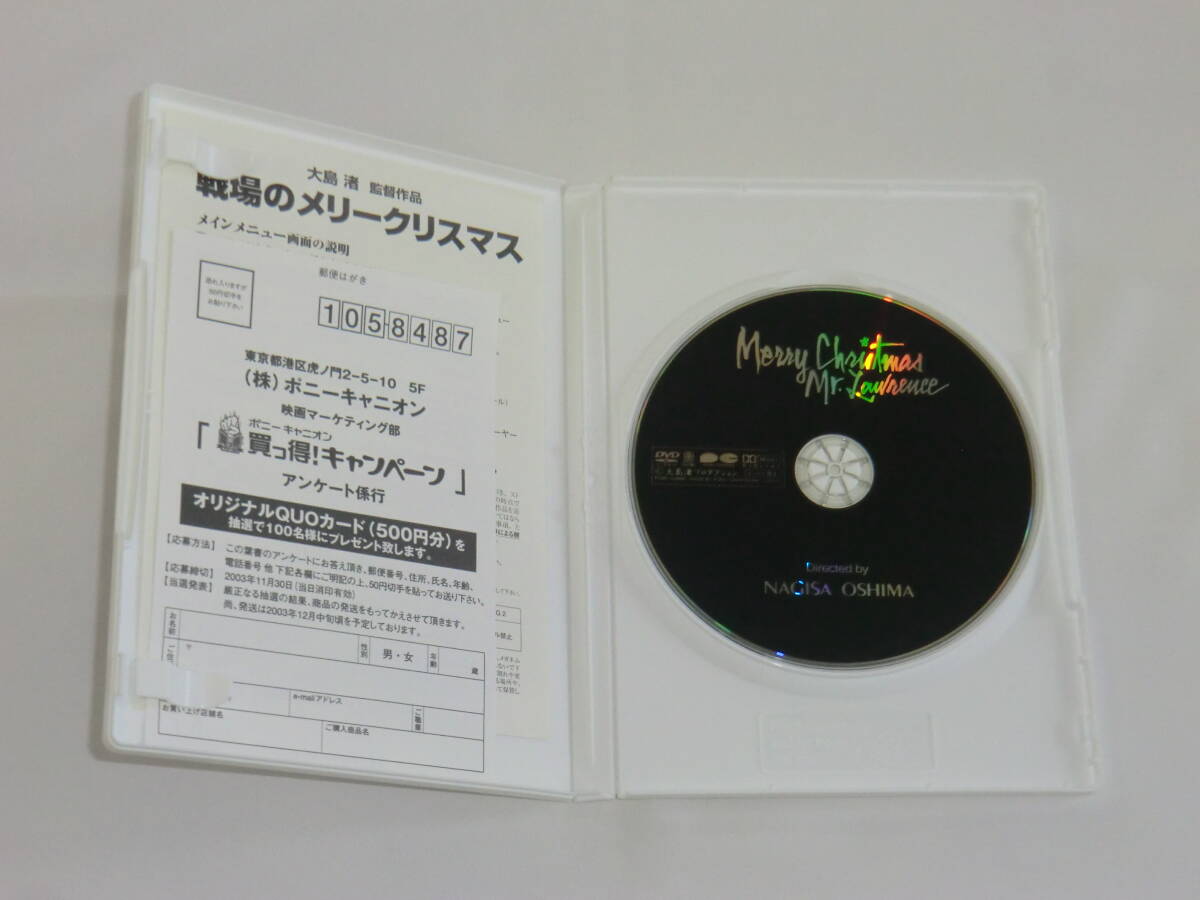 大島 渚 監督作品
戦場のメリークリスマス
メインメニュー画面の説明
郵便はがき
恐れ入りますが
50円切手を
お貼り下さい
1058487
東京都港区虎ノ門2-5-10 5F
(株) ポニーキャニオン
映画マーケティング部
ポニーキャニオン
「買っ得!キャンペーン」
アンケート係行
オリジナルQUOカード(500円分)を
抽選で100名様にプレゼント致します。
【応募方法】 この葉書のアンケートにお答え頂き、郵便番号、住所、氏名、年齢、
電話番号 他 下記各欄にご明記の上、50円切手を貼ってお送り下さい。
【応募締切】 2003年11月30日(当日消印有効)
【当選発表】 厳正なる抽選の結果、商品の発送をもってかえさせて頂きます。
尚、発送は2003年12月中旬頃を予定しております。
お名前
性別
男・女
年齢
歳
〒
e-mailアドレス
ご職業
お買い上げ店舗名
ご購入商品名
Merry Christmas
Mr. Lawrence
DVD
大島渚プロダクション
Directed by
NAGISA OSHIMA